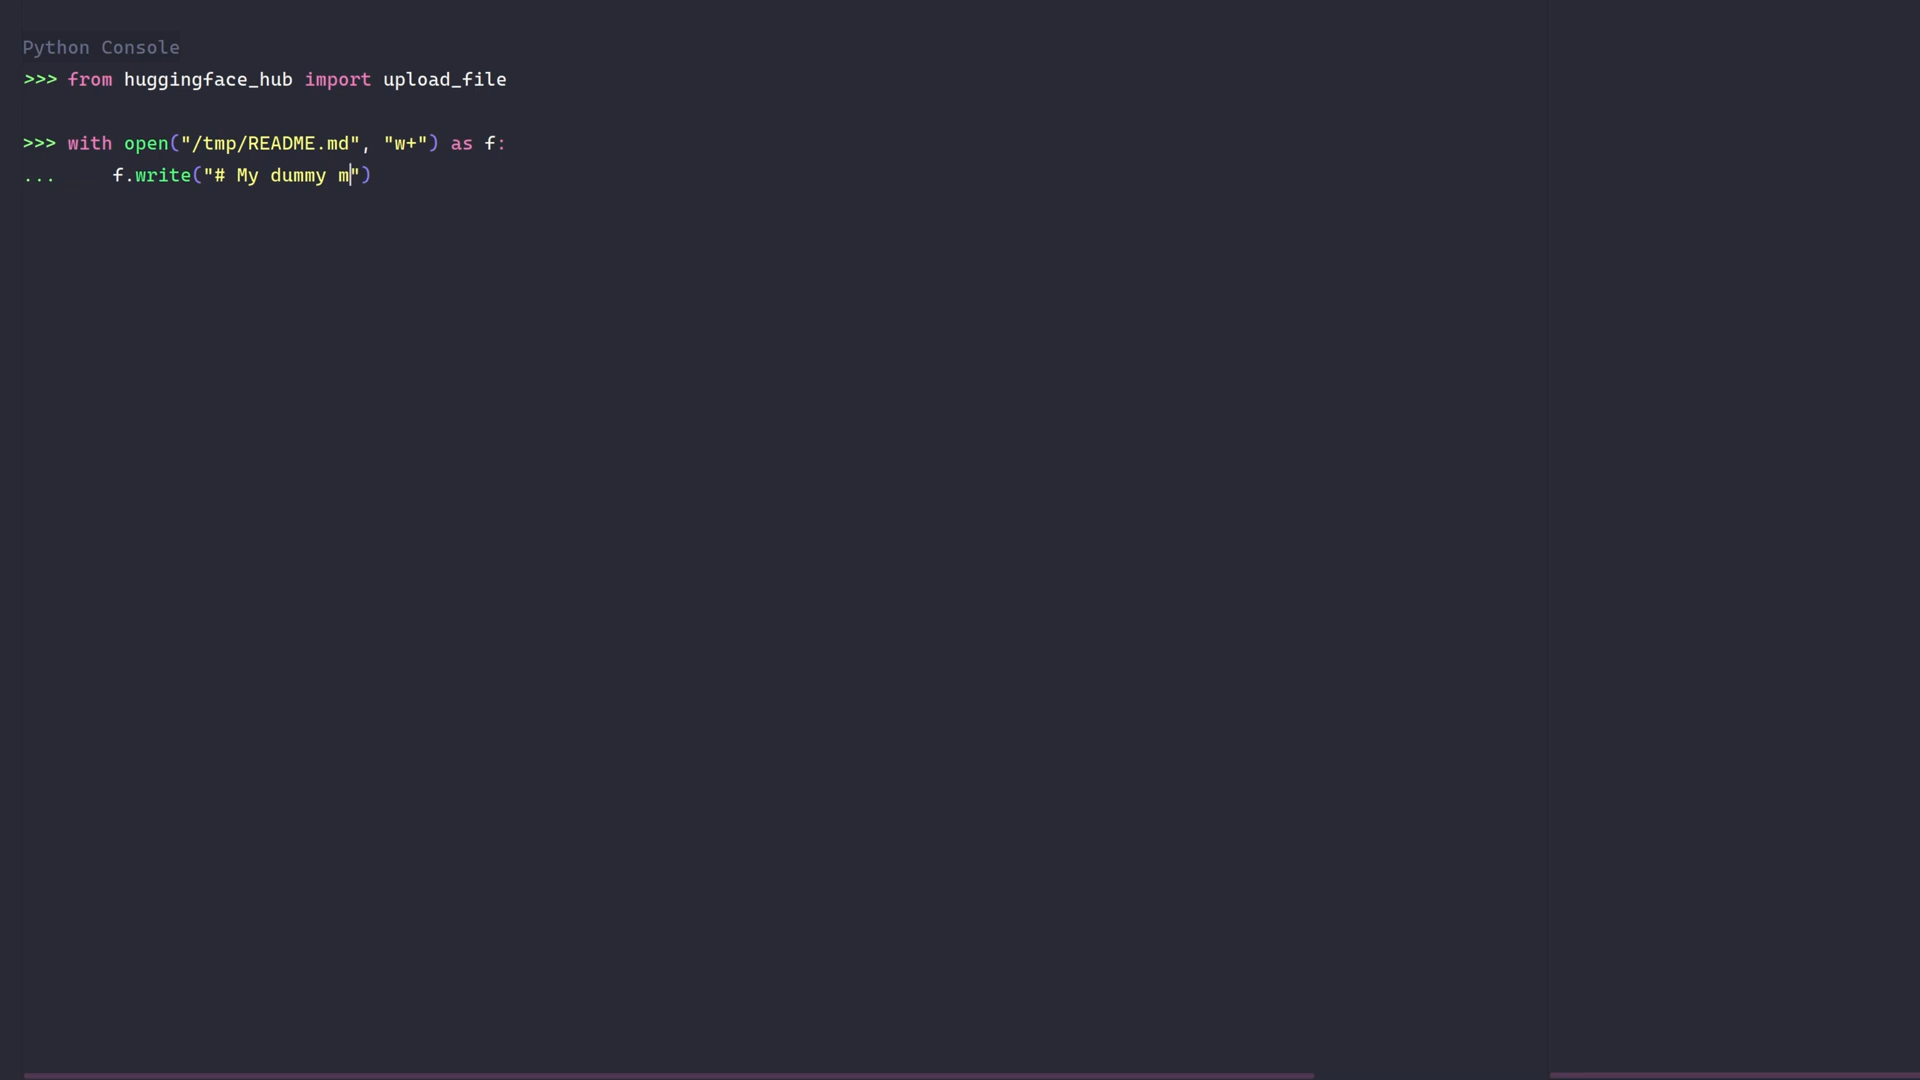 Python Console
>>> from huggingface_hub import upload_file
>>> with open("/tmp/README.md", "w+") as f:
...     f.write("# My dummy m")